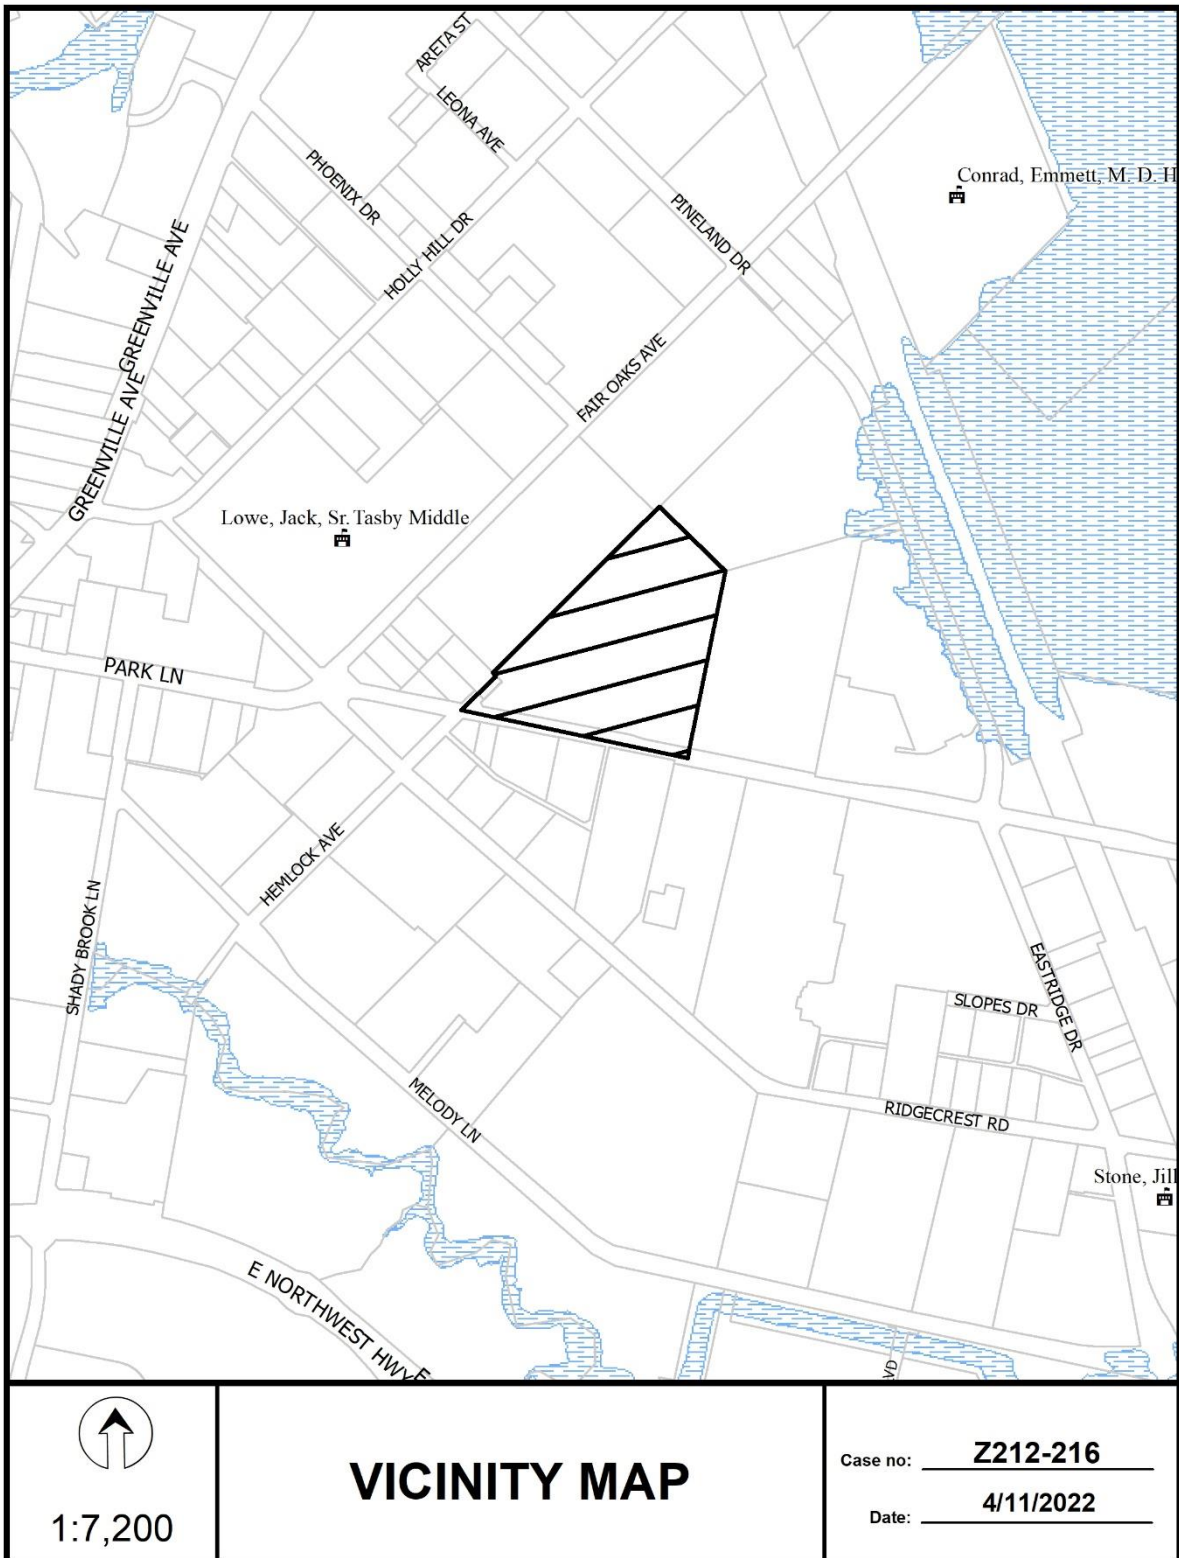 ARETA ST
LEONA AVE
PHOENIX DR
HOLLY HILL DR
PINELAND DR
Conrad, Emmett, M. D. H
GREENVILLE AVE
GREENVILLE AVE
FAIR OAKS AVE
Lowe, Jack, Sr. Tasby Middle
PARK LN
HEMLOCK AVE
SHADY BROOK LN
EASTRIDGE DR
SLOPES DR
MELODY LN
RIDGECREST RD
Stone, Jill
E NORTHWEST HWY
E
VD
1:7,200
VICINITY MAP
Case no: Z212-216
Date: 4/11/2022